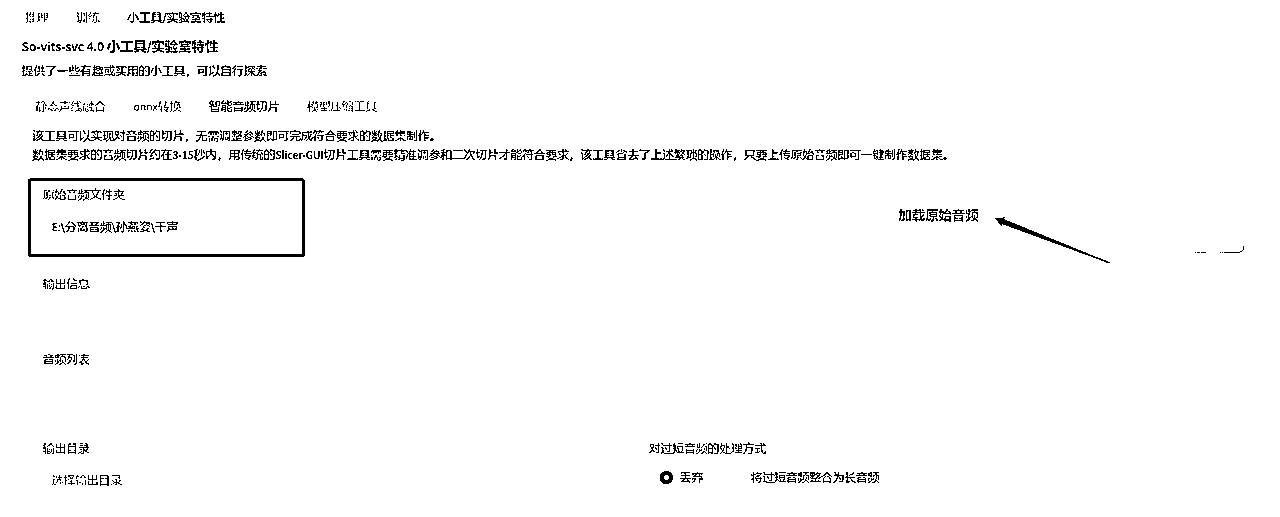 推理 训练 小工具/实验室特性
So-vits-svc 4.0 小工具/实验室特性
提供了一些有趣或实用的小工具，可以自行探索
静态声线融合 onnx转换 智能音频切片 模型压缩工具
该工具可以实现对音频的切片，无需调整参数即可完成符合要求的数据集制作。
数据集要求的音频切片约在3-15秒内，用传统的Slicer-GUI切片工具需要精准调参和二次切片才能符合要求，该工具省去了上述繁琐的操作，只要上传原始音频即可一键制作数据集。
原始音频文件夹
E:\分离音频\孙燕姿\干声
加载原始音频
输出信息
音频列表
输出目录 对过短音频的处理方式
选择输出目录 丢弃 将过短音频整合为长音频